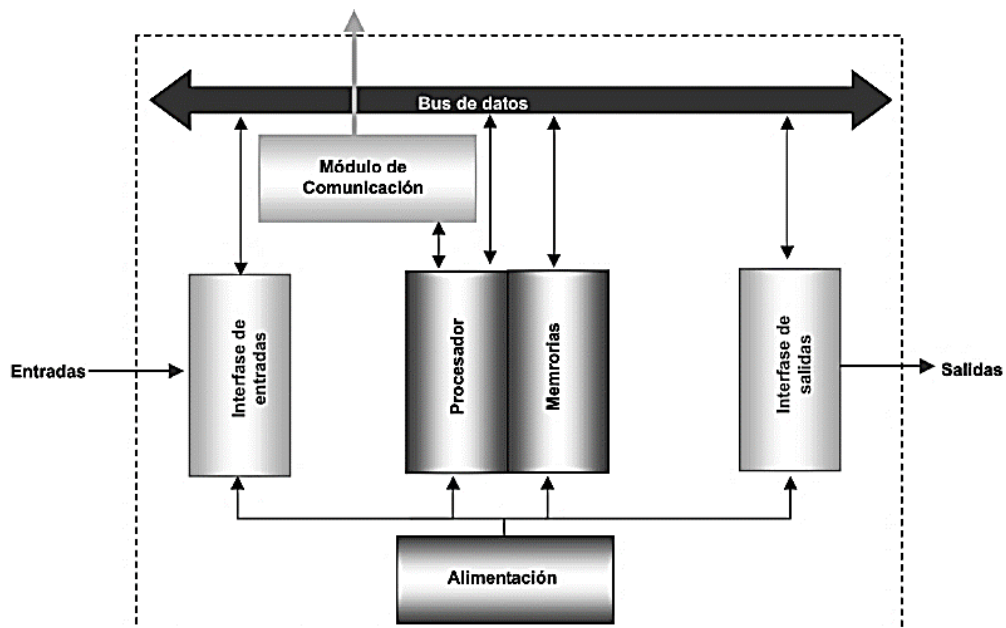 Bus de datos
Módulo de
Comunicación
Interfase de
entradas
Procesador
Memrorias
Interfase de
salidas
Entradas
Salidas
Alimentación